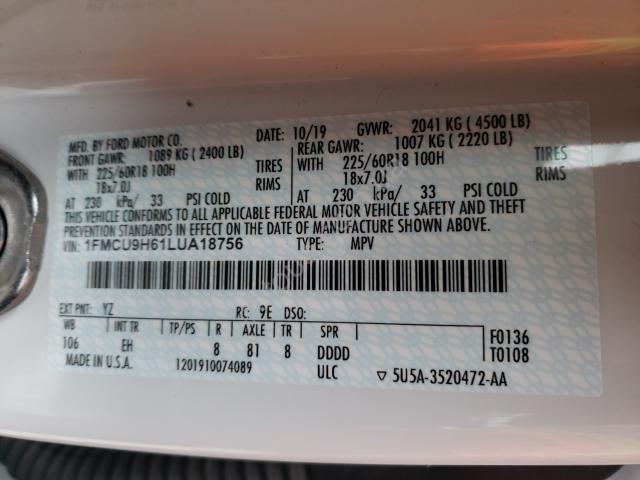 MFD. BY FORD MOTOR CO.
DATE: 10/19 GVWR: 2041 KG ( 4500 LB)
FRONT GAWR: 1089 KG ( 2400 LB)
REAR GAWR: 1007 KG ( 2220 LB)
WITH 225/60R18 100H TIRES
WITH 225/60R18 100H TIRES
18x7.0J RIMS
18x7.0J RIMS
AT 230 kPa/ 33 PSI COLD
AT 230 kPa/ 33 PSI COLD
THIS VEHICLE CONFORMS TO ALL APPLICABLE FEDERAL MOTOR VEHICLE SAFETY AND THEFT
PREVENTION STANDARDS IN EFFECT ON THE DATE OF MANUFACTURE SHOWN ABOVE.
VIN: 1FMCU9H61LUA18756 TYPE: MPV
EXT PNT: YZ RC: 9E DSO:
WB INT TR TP/PS R AXLE TR SPR
106 EH 8 81 8 DDDD
F0136
T0108
MADE IN U.S.A. 1201910074089 ULC ▽ 5U5A-3520472-AA